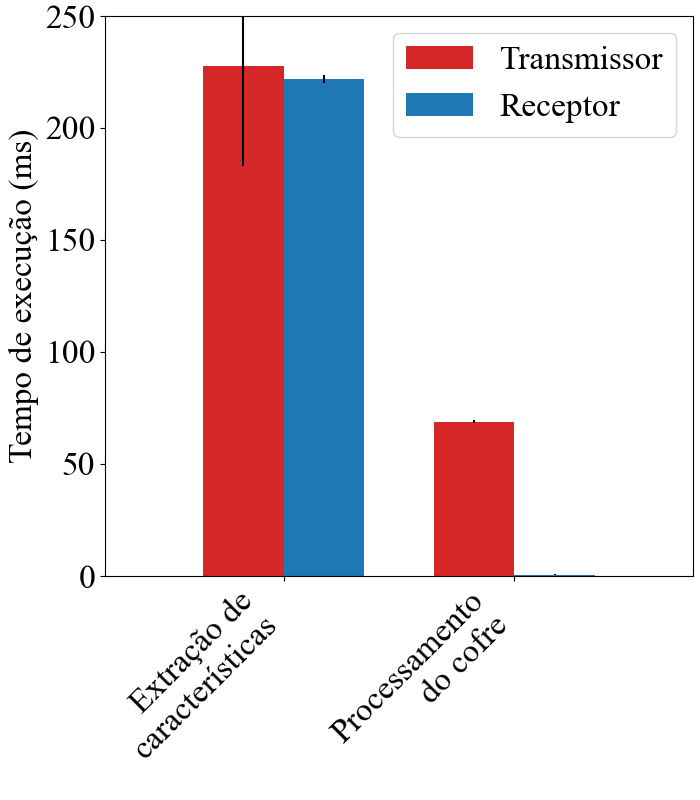 250
200
150
100
50
0
Tempo de execução (ms)
Transmissor
Receptor
Extração de
características
Processamento
do cofre